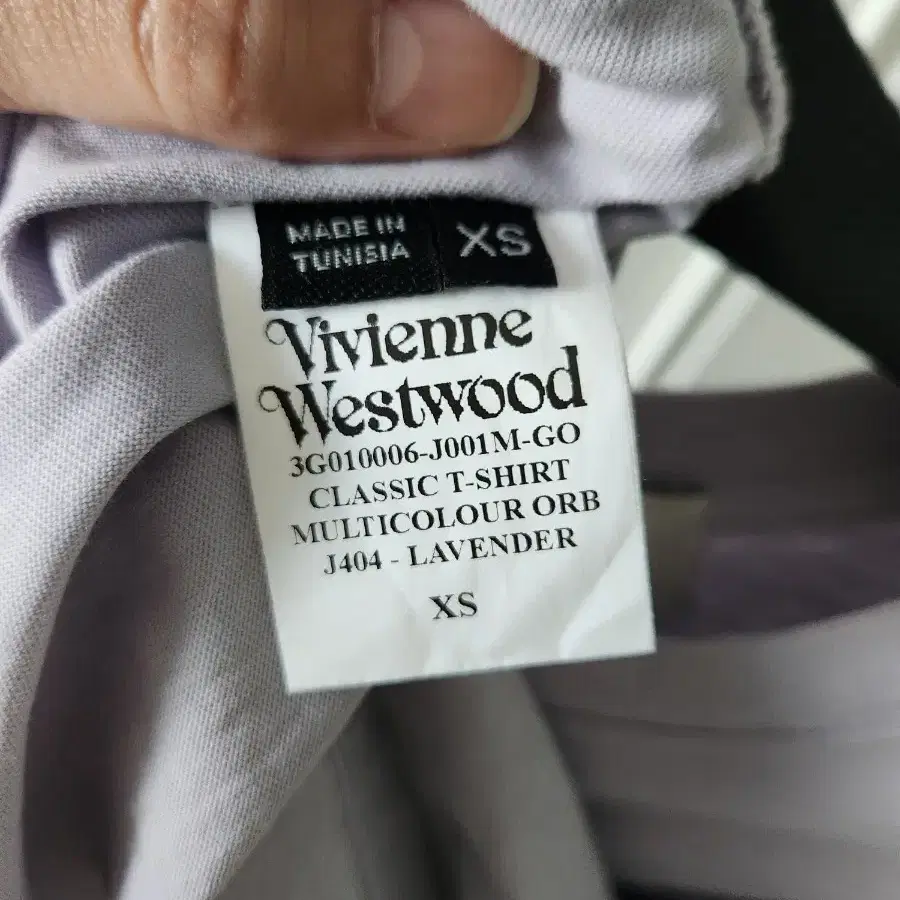 MADE IN
TUNISIA
XS
Vivienne
Westwood
3G010006-J001M-GO
CLASSIC T-SHIRT
MULTICOLOUR ORB
J404 - LAVENDER
XS